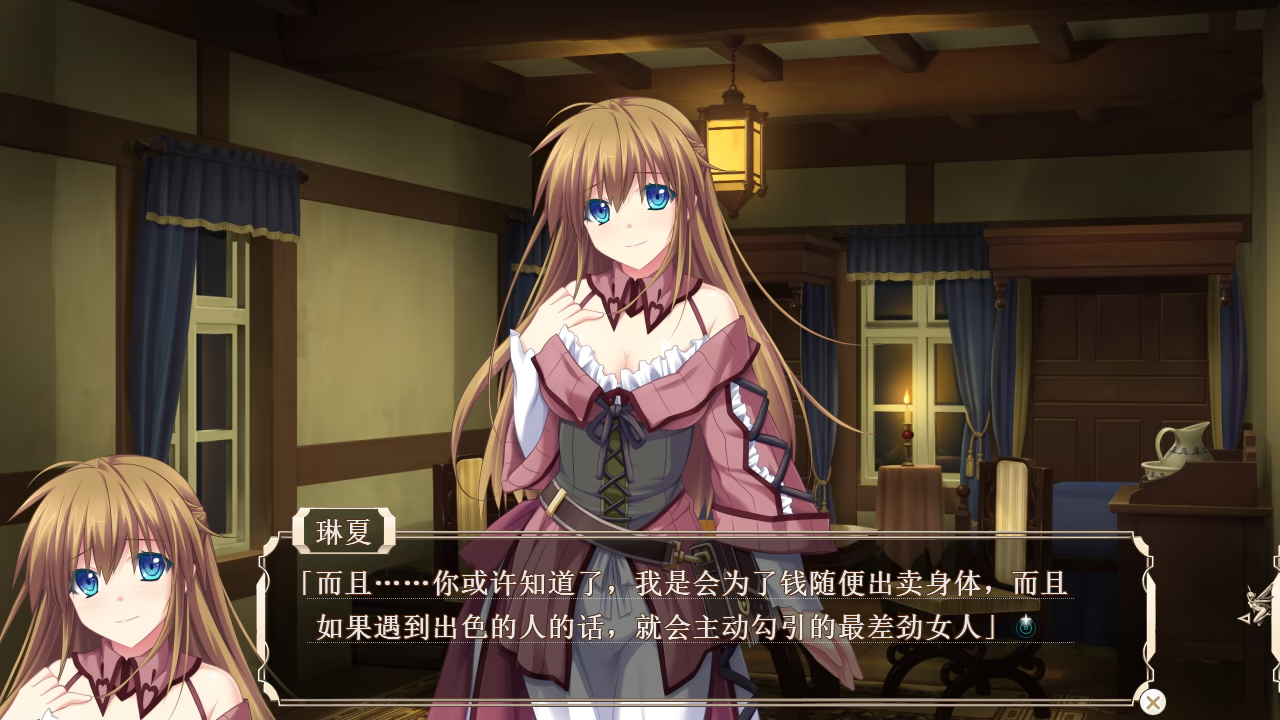 琳夏
「而且……你或许知道了，我是会为了钱随便出卖身体，而且
如果遇到出色的人的话，就会主动勾引的最差劲女人」